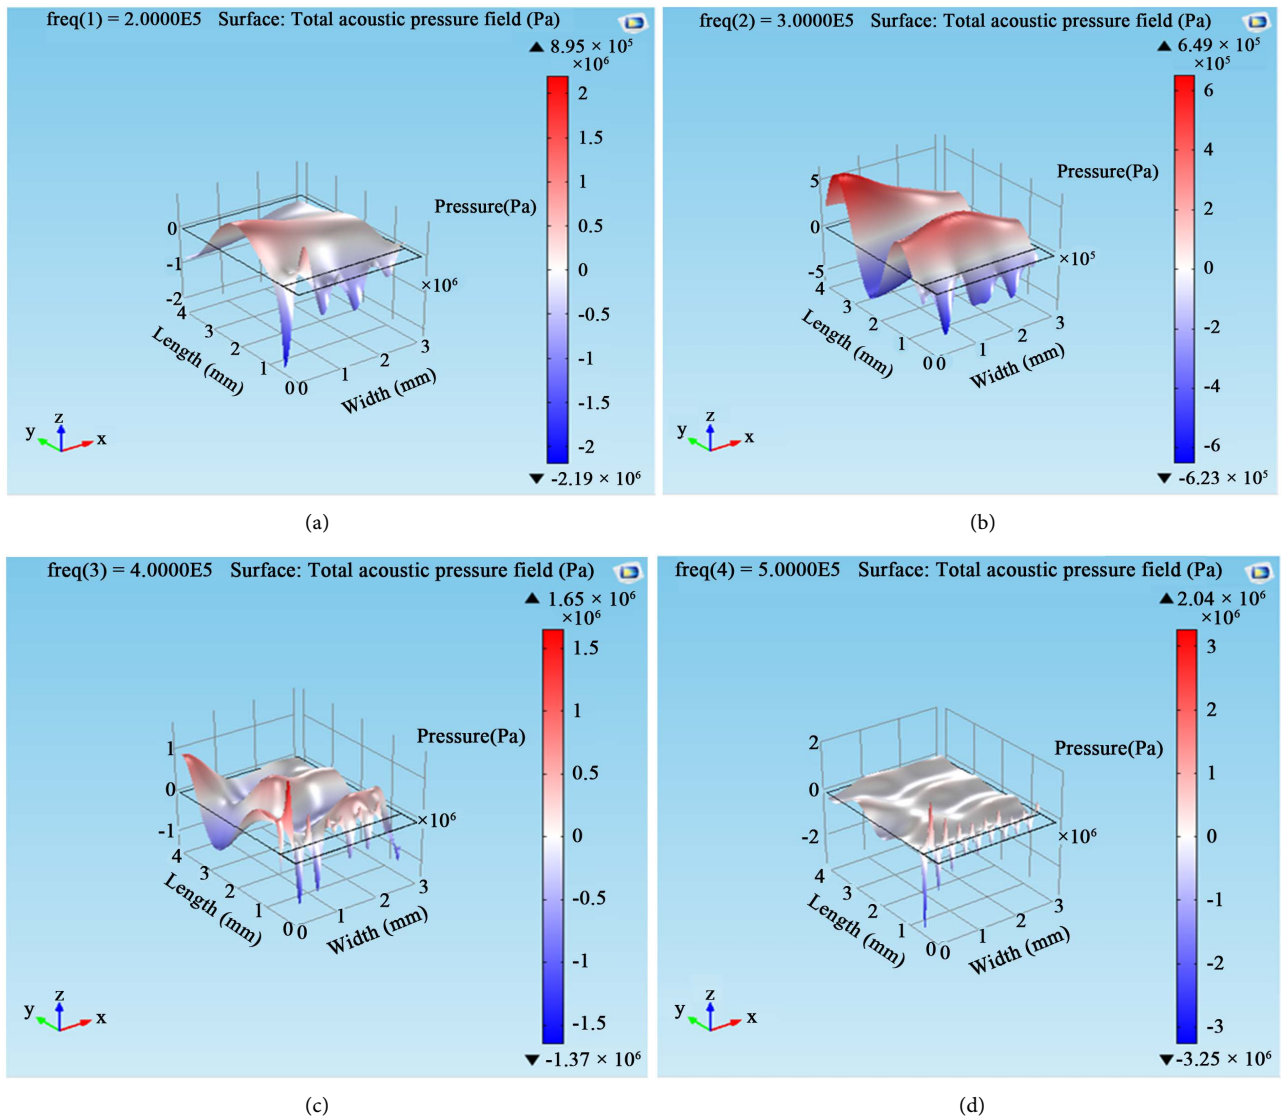 freq(1) = 2.0000E5 Surface: Total acoustic pressure field (Pa)
▲ 8.95 × 10⁵
×10⁶
2
1.5
1
0.5
0
-0.5
-1
-1.5
-2
▼ -2.19 × 10⁶
Pressure(Pa)
×10⁶
0
-1
-2
4
3
2
1
0
0
1
2
3
Length (mm)
Width (mm)
z
y
x
(a)
freq(2) = 3.0000E5 Surface: Total acoustic pressure field (Pa)
▲ 6.49 × 10⁵
×10⁵
6
4
2
0
-2
-4
-6
▼ -6.23 × 10⁵
Pressure(Pa)
×10⁵
5
0
-5
4
3
2
1
0
0
1
2
3
Length (mm)
Width (mm)
z
y
x
(b)
freq(3) = 4.0000E5 Surface: Total acoustic pressure field (Pa)
▲ 1.65 × 10⁶
×10⁶
1.5
1
0.5
0
-0.5
-1
-1.5
▼ -1.37 × 10⁶
Pressure(Pa)
×10⁶
1
0
-1
4
3
2
1
0
0
1
2
3
Length (mm)
Width (mm)
z
y
x
(c)
freq(4) = 5.0000E5 Surface: Total acoustic pressure field (Pa)
▲ 2.04 × 10⁶
×10⁶
3
2
1
0
-1
-2
-3
▼ -3.25 × 10⁶
Pressure(Pa)
×10⁶
2
0
-2
4
3
2
1
0
0
1
2
3
Length (mm)
Width (mm)
z
y
x
(d)